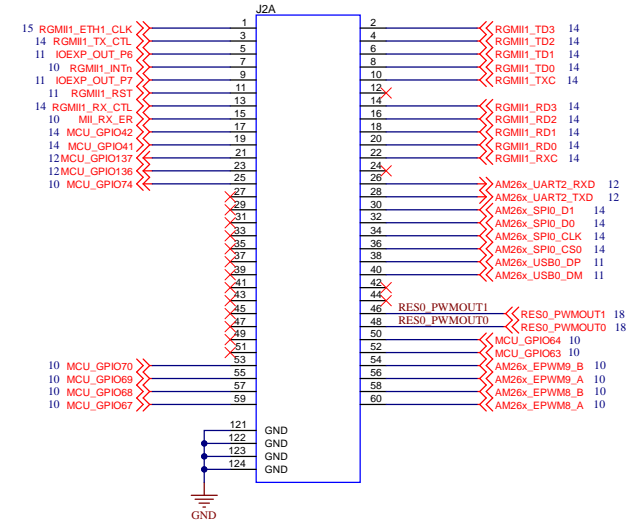 J2A
15 RGMII1_ETH1_CLK 1 2 RGMII1_TD3 14
14 RGMII1_TX_CTL 3 4 RGMII1_TD2 14
11 IOEXP_OUT_P6 5 6 RGMII1_TD1 14
10 RGMII1_INTn 7 8 RGMII1_TD0 14
11 IOEXP_OUT_P7 9 10 RGMII1_TXC 14
11 RGMII1_RST 11 12
14 RGMII1_RX_CTL 13 14 RGMII1_RD3 14
10 MII_RX_ER 15 16 RGMII1_RD2 14
14 MCU_GPIO42 17 18 RGMII1_RD1 14
14 MCU_GPIO41 19 20 RGMII1_RD0 14
12 MCU_GPIO137 21 22 RGMII1_RXC 14
12 MCU_GPIO136 23 24
10 MCU_GPIO74 25 26 AM26x_UART2_RXD 12
27 28 AM26x_UART2_TXD 12
29 30 AM26x_SPI0_D1 14
31 32 AM26x_SPI0_D0 14
33 34 AM26x_SPI0_CLK 14
35 36 AM26x_SPI0_CS0 14
37 38 AM26x_USB0_DP 11
39 40 AM26x_USB0_DM 11
41 42
43 44
45 46 RES0_PWMOUT1 RES0_PWMOUT1 18
47 48 RES0_PWMOUT0 RES0_PWMOUT0 18
49 50 MCU_GPIO64 10
51 52 MCU_GPIO63 10
10 MCU_GPIO70 53 54 AM26x_EPWM9_B 10
10 MCU_GPIO69 55 56 AM26x_EPWM9_A 10
10 MCU_GPIO68 57 58 AM26x_EPWM8_B 10
10 MCU_GPIO67 59 60 AM26x_EPWM8_A 10
121 GND
122 GND
123 GND
124 GND
GND